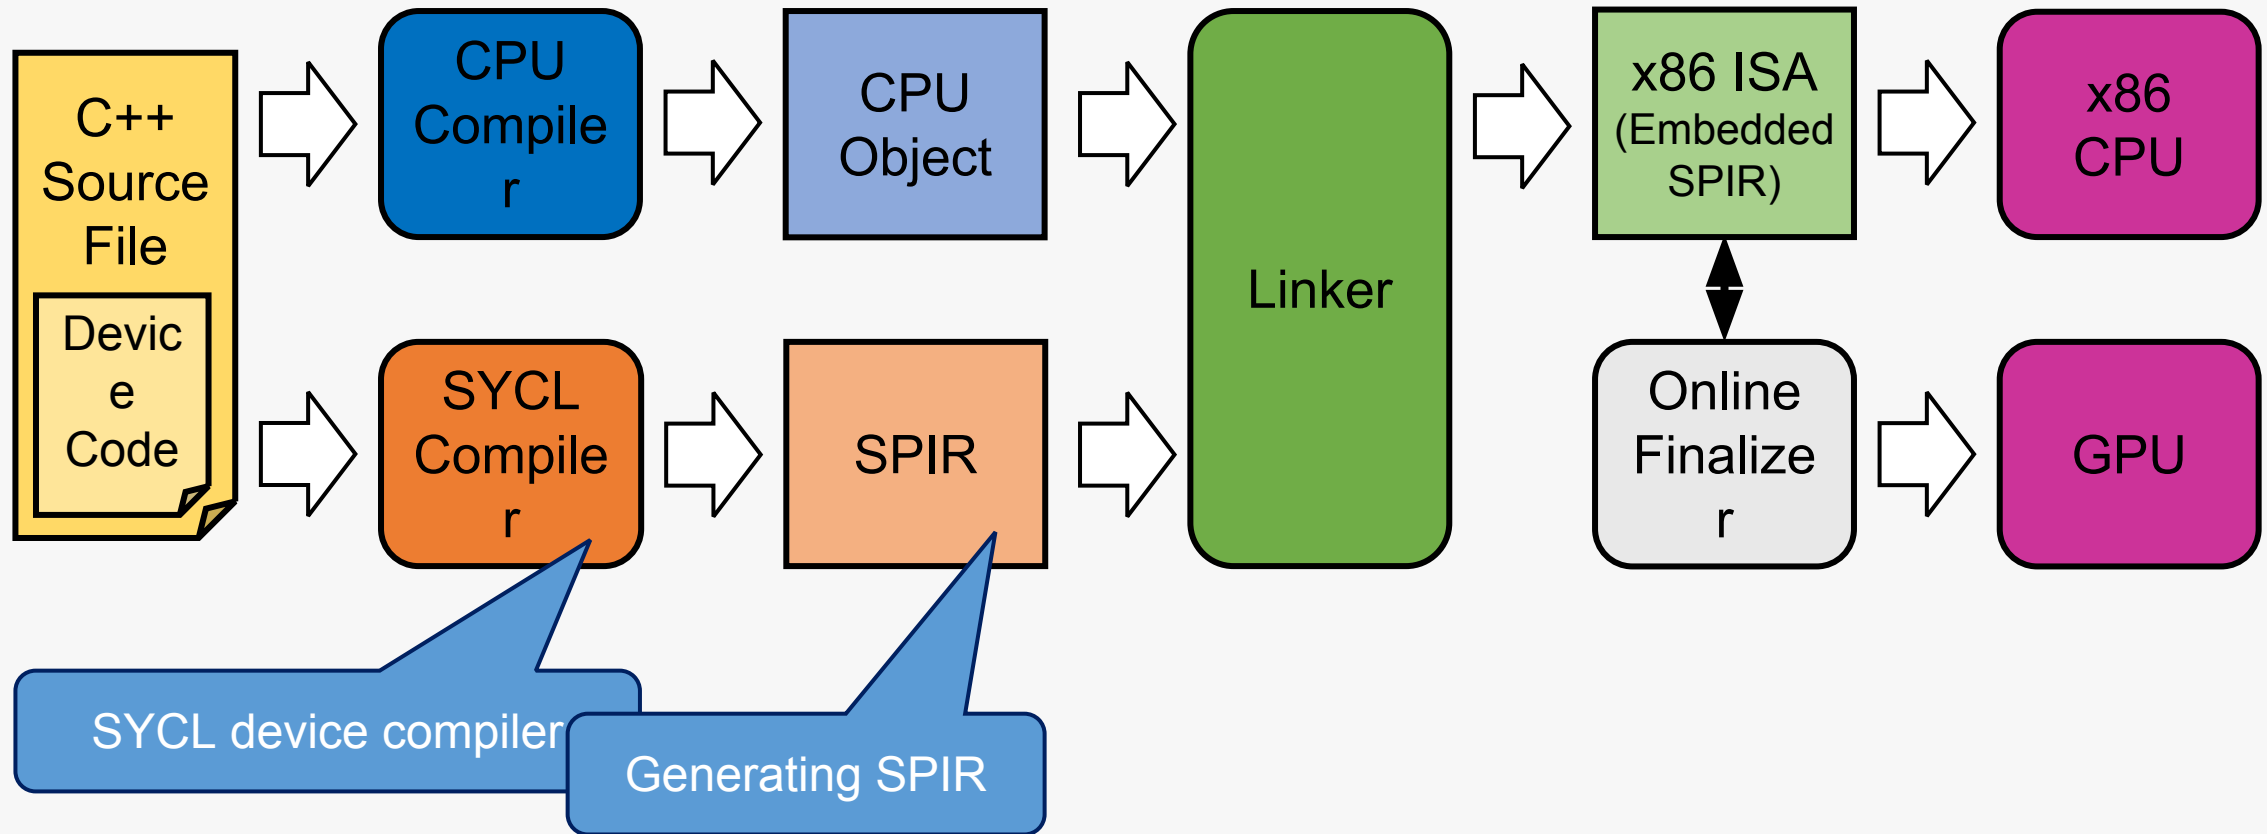 C++
Source
File
Devic
e
Code
CPU
Compile
r
CPU
Object
Linker
x86 ISA
(Embedded
SPIR)
x86
CPU
SYCL
Compile
r
SPIR
Online
Finalize
r
GPU
SYCL device compiler
Generating SPIR